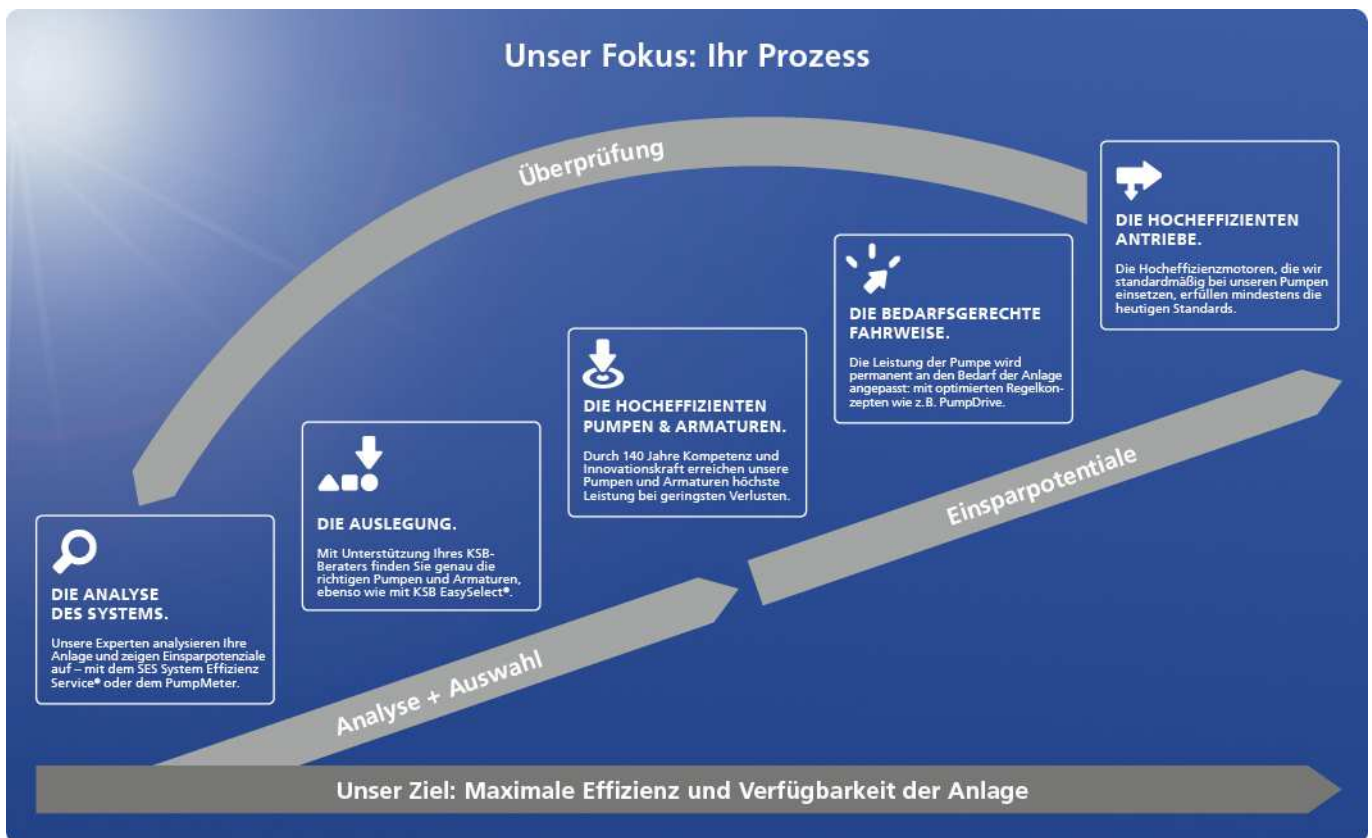 Unser Fokus: Ihr Prozess
Überprüfung
DIE HOCHEFFIZIENTEN
ANTRIEBE.
Die Hocheffizienzmotoren, die wir
standardmäßig bei unseren Pumpen
einsetzen, erfüllen mindestens die
heutigen Standards.
DIE BEDARFSGERECHTE
FAHRWEISE.
Die Leistung der Pumpe wird
permanent an den Bedarf der Anlage
angepasst: mit optimierten Regelkon-
zepten wie z.B. PumpDrive.
DIE HOCHEFFIZIENTEN
PUMPEN & ARMATUREN.
Durch 140 Jahre Kompetenz und
Innovationskraft erreichen unsere
Pumpen und Armaturen höchste
Leistung bei geringsten Verlusten.
DIE AUSLEGUNG.
Mit Unterstützung Ihres KSB-
Beraters finden Sie genau die
richtigen Pumpen und Armaturen,
ebenso wie mit KSB EasySelect®.
DIE ANALYSE
DES SYSTEMS.
Unsere Experten analysieren Ihre
Anlage und zeigen Einsparpotenziale
auf – mit dem SES System Effizienz
Service® oder dem PumpMeter.
Analyse + Auswahl
Einsparpotentiale
Unser Ziel: Maximale Effizienz und Verfügbarkeit der Anlage